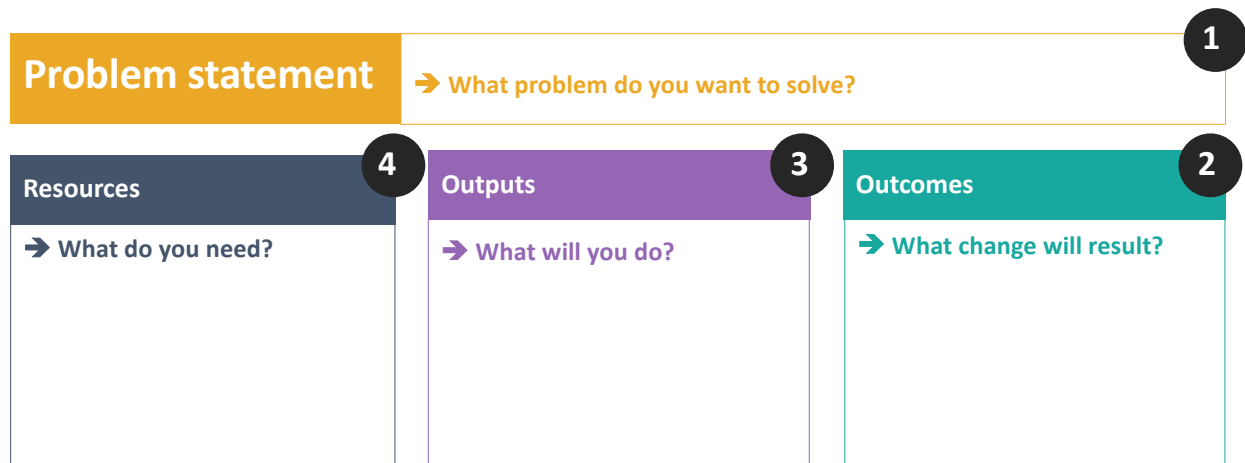 1
Problem statement
➔ What problem do you want to solve?
4
Resources
➔ What do you need?
3
Outputs
➔ What will you do?
2
Outcomes
➔ What change will result?